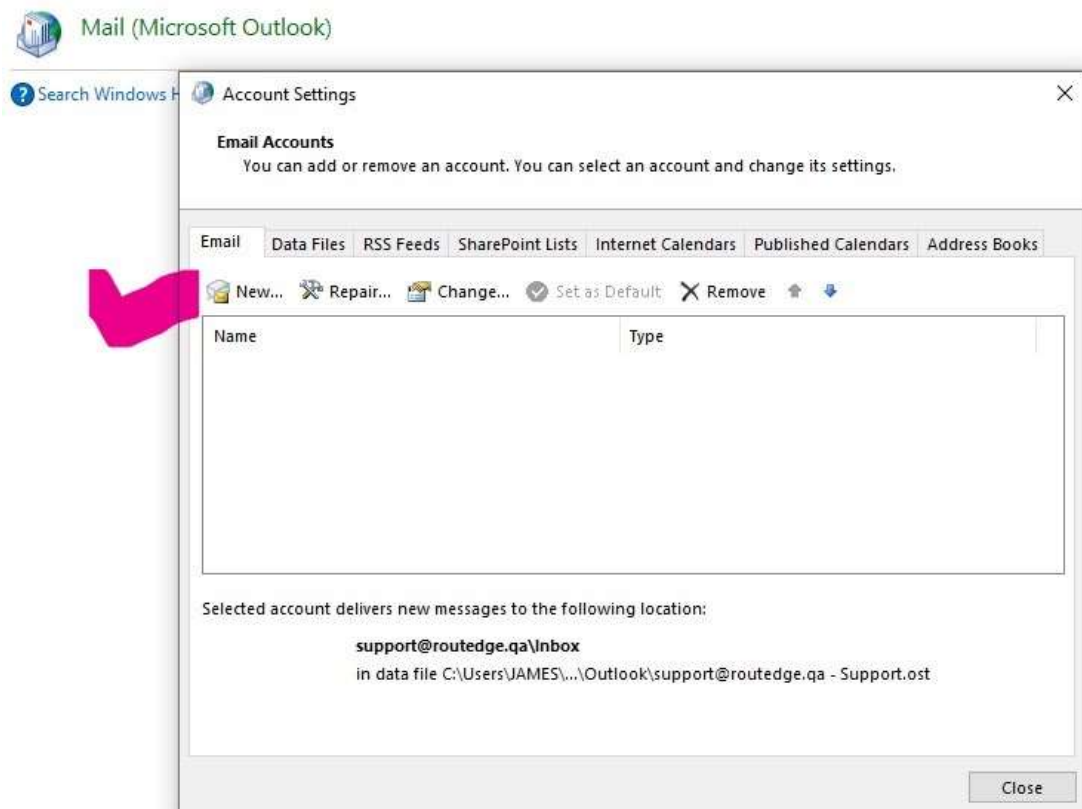 Mail (Microsoft Outlook)
Search Windows H
Account Settings
Email Accounts
You can add or remove an account. You can select an account and change its settings.
Email Data Files RSS Feeds SharePoint Lists Internet Calendars Published Calendars Address Books
New... Repair... Change... Set as Default Remove
Name Type
Selected account delivers new messages to the following location:
support@routedge.qa\Inbox
in data file C:\Users\JAMES\...\Outlook\support@routedge.qa - Support.ost
Close